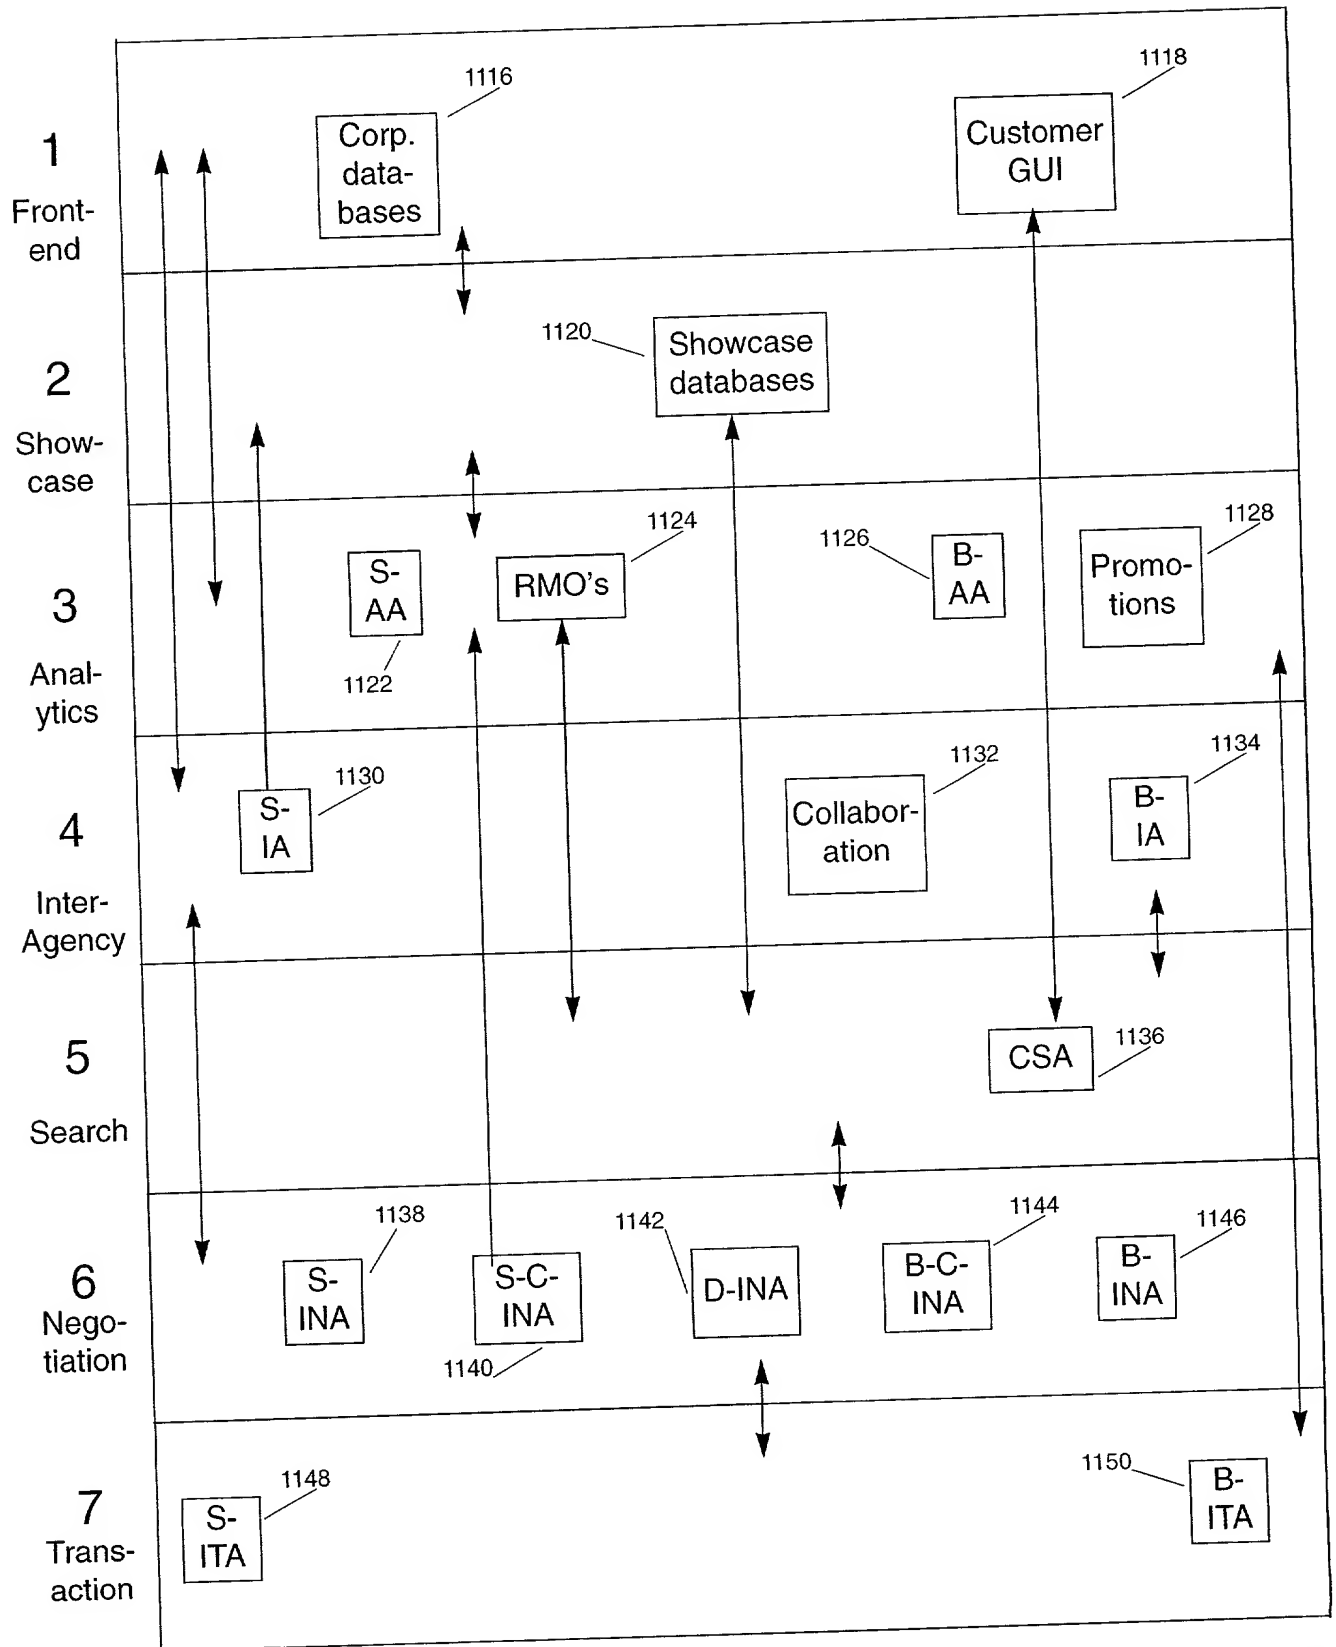 1116
1118
1
Front-
end
Corp.
data-
bases
Customer
GUI
1120
Showcase
databases
2
Show-
case
1124
1126
1128
3
Anal-
ytics
S-
AA
1122
RMO's
B-
AA
Promo-
tions
1130
1132
1134
4
Inter-
Agency
S-
IA
Collabor-
ation
B-
IA
5
Search
CSA
1136
1138
1142
1144
1146
6
Nego-
tiation
S-
INA
S-C-
INA
1140
D-INA
B-C-
INA
B-
INA
1148
1150
7
Trans-
action
S-
ITA
B-
ITA